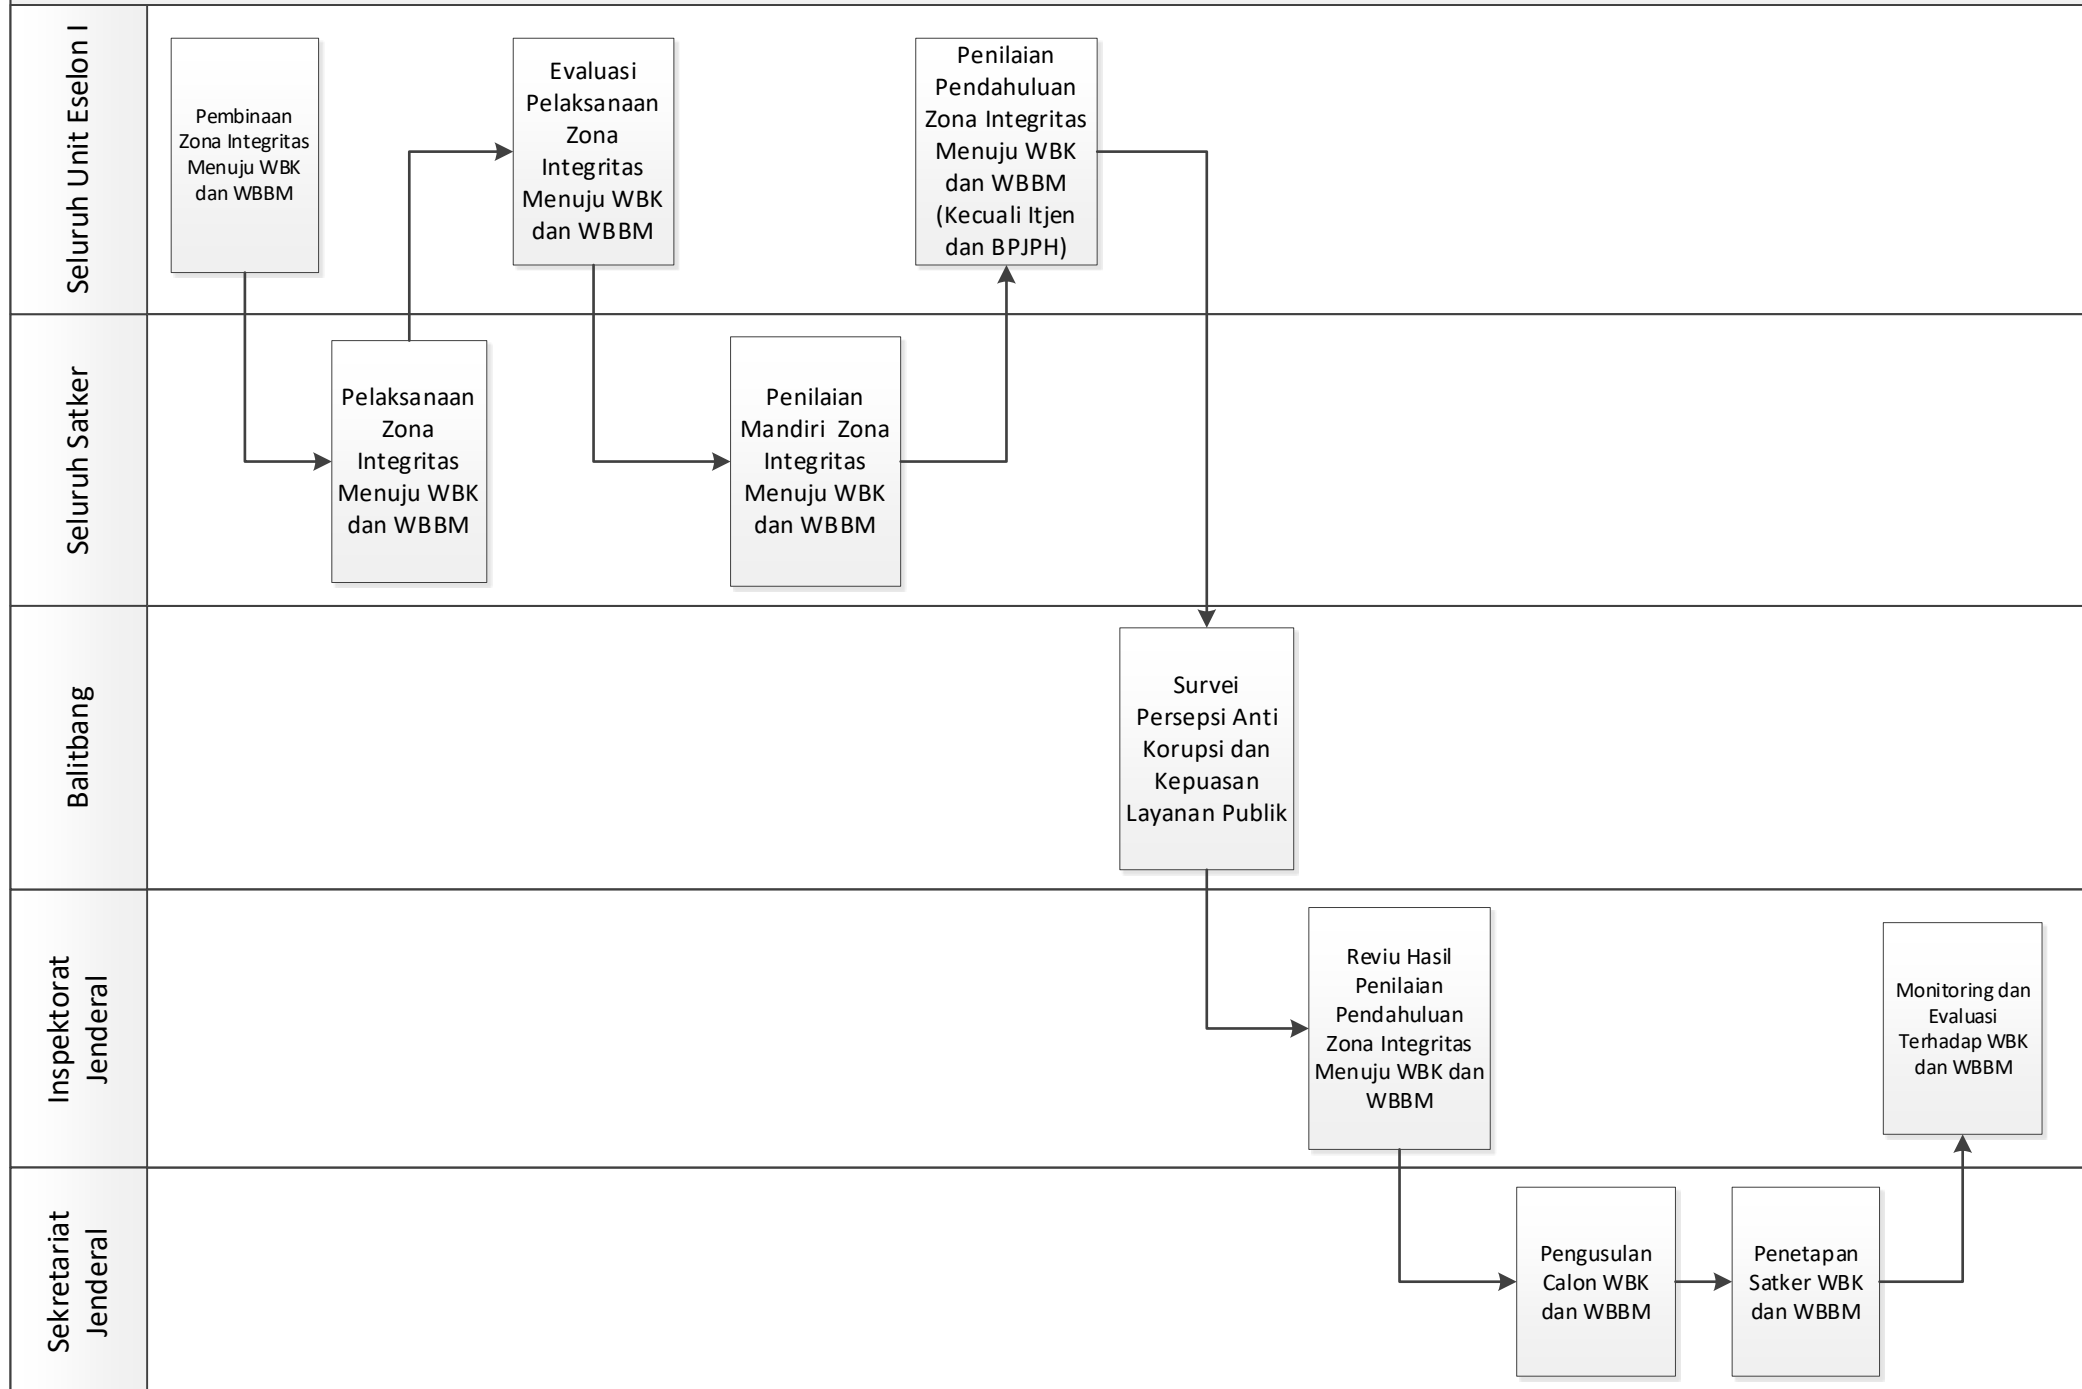 Seluruh Unit Eselon I
Pembinaan
Zona Integritas
Menuju WBK
dan WBBM
Evaluasi
Pelaksanaan
Zona
Integritas
Menuju WBK
dan WBBM
Penilaian
Pendahuluan
Zona Integritas
Menuju WBK
dan WBBM
(Kecuali Itjen
dan BPJPH)
Seluruh Satker
Pelaksanaan
Zona
Integritas
Menuju WBK
dan WBBM
Penilaian
Mandiri Zona
Integritas
Menuju WBK
dan WBBM
Balitbang
Survei
Persepsi Anti
Korupsi dan
Kepuasan
Layanan Publik
Inspektorat
Jenderal
Reviu Hasil
Penilaian
Pendahuluan
Zona Integritas
Menuju WBK dan
WBBM
Monitoring dan
Evaluasi
Terhadap WBK
dan WBBM
Sekretariat
Jenderal
Pengusulan
Calon WBK
dan WBBM
Penetapan
Satker WBK
dan WBBM